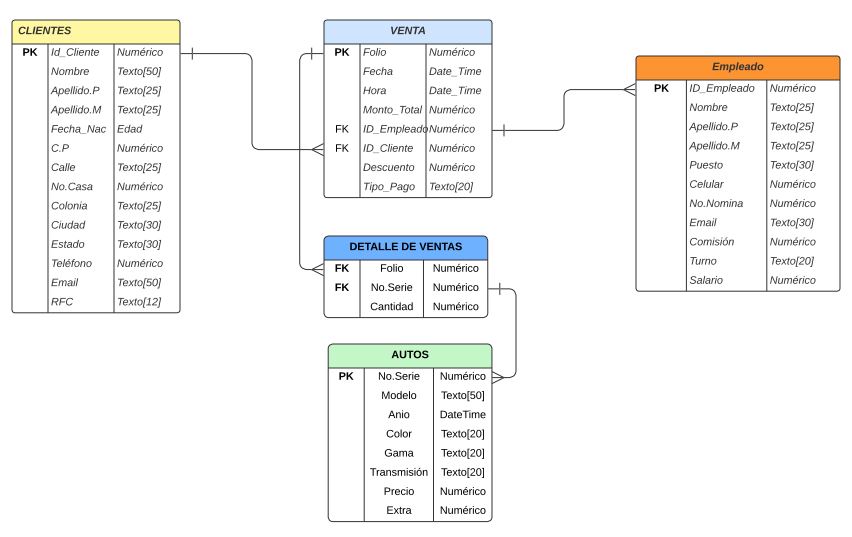 CLIENTES
PK Id_Cliente Numérico
Nombre Texto[50]
Apellido.P Texto[25]
Apellido.M Texto[25]
Fecha_Nac Edad
C.P Numérico
Calle Texto[25]
No.Casa Numérico
Colonia Texto[25]
Ciudad Texto[30]
Estado Texto[30]
Teléfono Numérico
Email Texto[50]
RFC Texto[12]
VENTA
PK Folio Numérico
Fecha Date_Time
Hora Date_Time
Monto_Total Numérico
FK ID_Empleado Numérico
FK ID_Cliente Numérico
Descuento Numérico
Tipo_Pago Texto[20]
DETALLE DE VENTAS
FK Folio Numérico
FK No.Serie Numérico
Cantidad Numérico
AUTOS
PK No.Serie Numérico
Modelo Texto[50]
Anio DateTime
Color Texto[20]
Gama Texto[20]
Transmisión Texto[20]
Precio Numérico
Extra Numérico
Empleado
PK ID_Empleado Numérico
Nombre Texto[25]
Apellido.P Texto[25]
Apellido.M Texto[25]
Puesto Texto[30]
Celular Numérico
No.Nomina Numérico
Email Texto[30]
Comisión Numérico
Turno Texto[20]
Salario Numérico